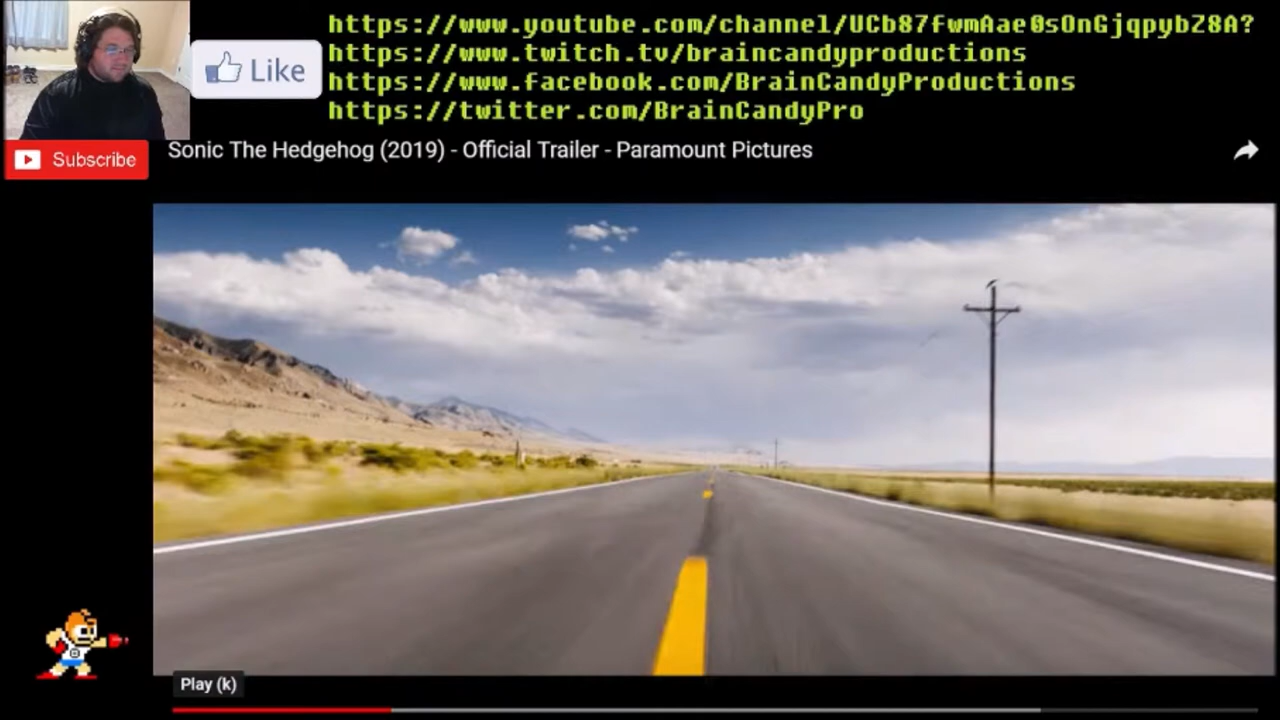 https://www.youtube.com/channel/UCb87fwmAae0sOnGjqpybZ8A?
https://www.twitch.tv/braincandyproductions
Like
https://www.facebook.com/BrainCandyProductions
https://twitter.com/BrainCandyPro
Subscribe
Sonic The Hedgehog (2019) - Official Trailer - Paramount Pictures
Play (k)